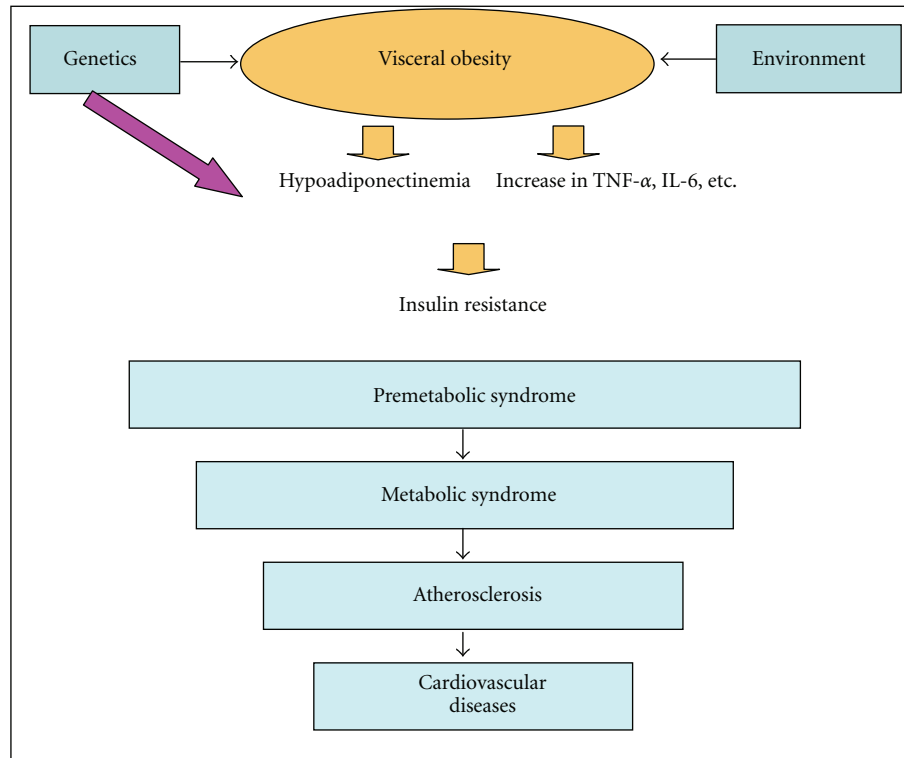 Genetics
Visceral obesity
Environment
Hypoadiponectinemia
Increase in TNF-α, IL-6, etc.
Insulin resistance
Premetabolic syndrome
Metabolic syndrome
Atherosclerosis
Cardiovascular
diseases